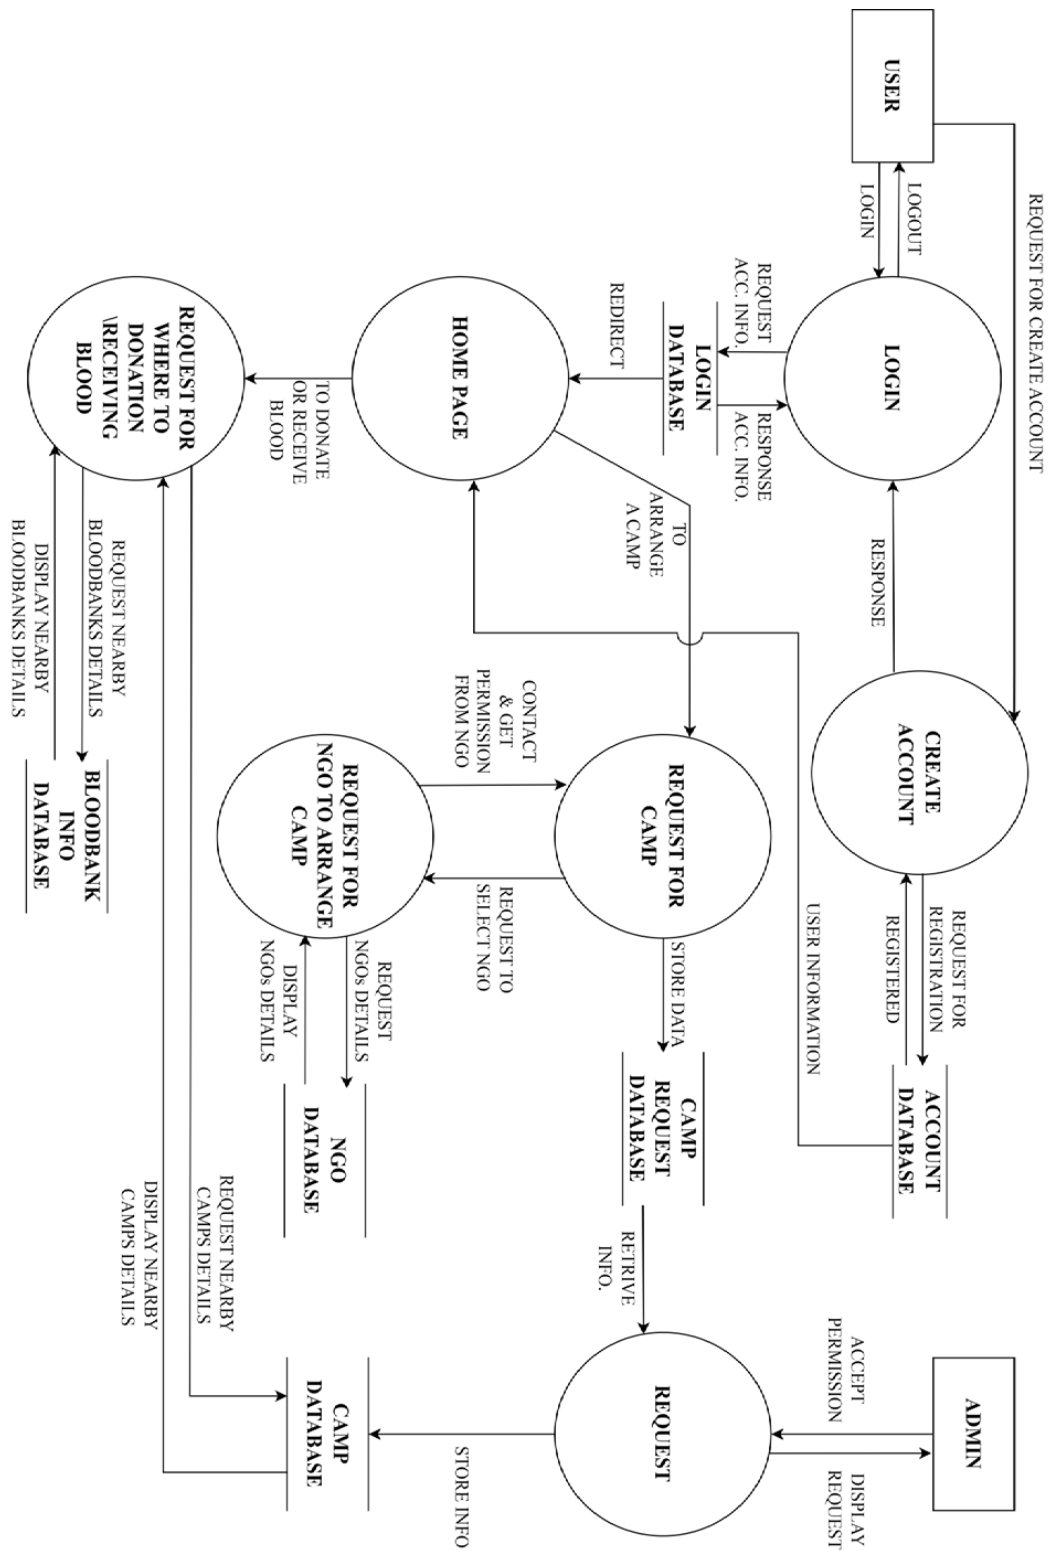 REQUEST FOR CREATE ACCOUNT
USER
LOGOUT
LOGIN
LOGIN
RESPONSE
CREATE
ACCOUNT
REQUEST FOR
REGISTRATION
REGISTERED
ACCOUNT
DATABASE
ACCEPT
PERMISSION
ADMIN
DISPLAY
REQUEST
REQUEST
ACC. INFO.
RESPONSE
ACC. INFO.
LOGIN
DATABASE
USER INFORMATION
REDIRECT
TO
ARRANGE
A CAMP
HOME PAGE
REQUEST FOR
CAMP
STORE DATA
CAMP
REQUEST
DATABASE
RETRIVE
INFO.
REQUEST
CONTACT
& GET
PERMISSION
FROM NGO
REQUEST TO
SELECT NGO
STORE INFO
TO DONATE
OR RECEIVE
BLOOD
REQUEST FOR
NGO TO ARRANGE
CAMP
REQUEST
NGOs DETAILS
DISPLAY
NGOs DETAILS
NGO
DATABASE
CAMP
DATABASE
REQUEST FOR
WHERE TO
DONATION
\RECEIVING
BLOOD
REQUEST NEARBY
CAMPS DETAILS
DISPLAY NEARBY
CAMPS DETAILS
REQUEST NEARBY
BLOODBANKS DETAILS
DISPLAY NEARBY
BLOODBANKS DETAILS
BLOODBANK
INFO
DATABASE